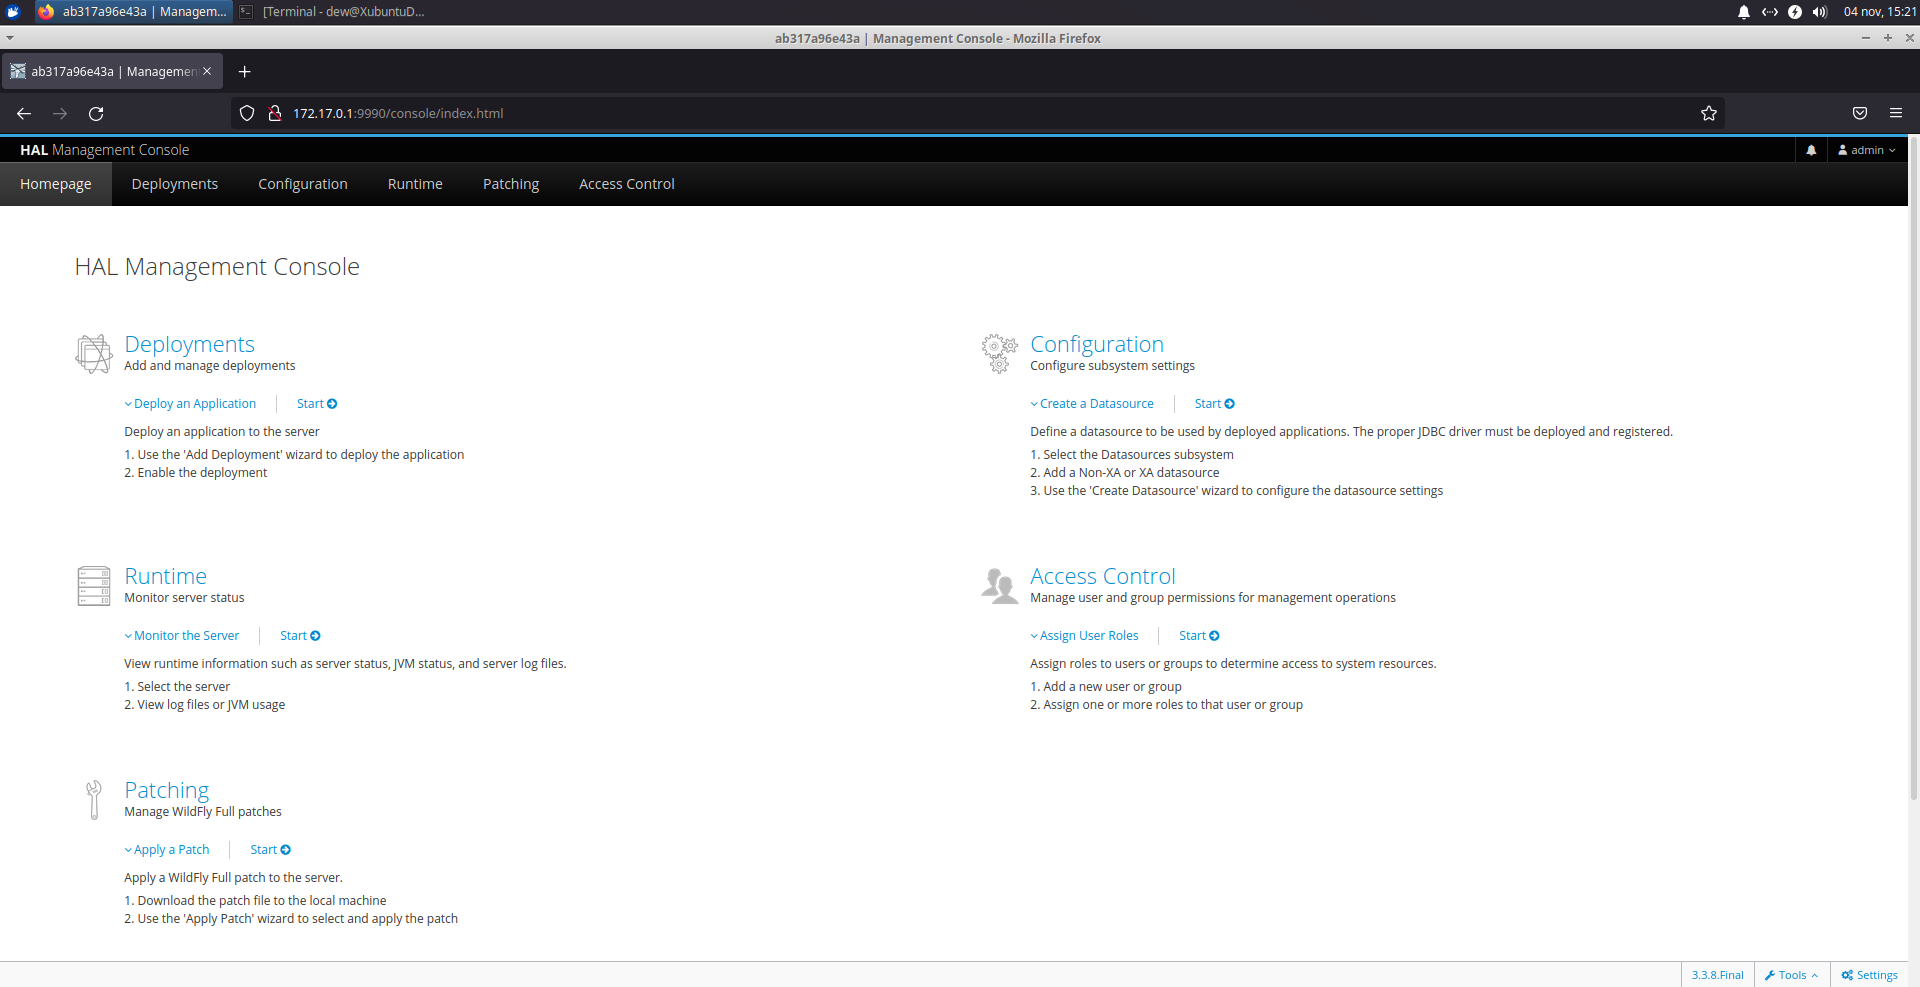 ab317a96e43a | Managem...
[Terminal - dew@XubuntuD...
04 nov, 15:21
ab317a96e43a | Management Console - Mozilla Firefox
ab317a96e43a | Managemen
172.17.0.1:9990/console/index.html
HAL Management Console
admin
Homepage
Deployments
Configuration
Runtime
Patching
Access Control
HAL Management Console
Deployments
Add and manage deployments
Deploy an Application
Start
Deploy an application to the server
1. Use the 'Add Deployment' wizard to deploy the application
2. Enable the deployment
Configuration
Configure subsystem settings
Create a Datasource
Start
Define a datasource to be used by deployed applications. The proper JDBC driver must be deployed and registered.
1. Select the Datasources subsystem
2. Add a Non-XA or XA datasource
3. Use the 'Create Datasource' wizard to configure the datasource settings
Runtime
Monitor server status
Monitor the Server
Start
View runtime information such as server status, JVM status, and server log files.
1. Select the server
2. View log files or JVM usage
Access Control
Manage user and group permissions for management operations
Assign User Roles
Start
Assign roles to users or groups to determine access to system resources.
1. Add a new user or group
2. Assign one or more roles to that user or group
Patching
Manage WildFly Full patches
Apply a Patch
Start
Apply a WildFly Full patch to the server.
1. Download the patch file to the local machine
2. Use the 'Apply Patch' wizard to select and apply the patch
3.3.8.Final
Tools
Settings